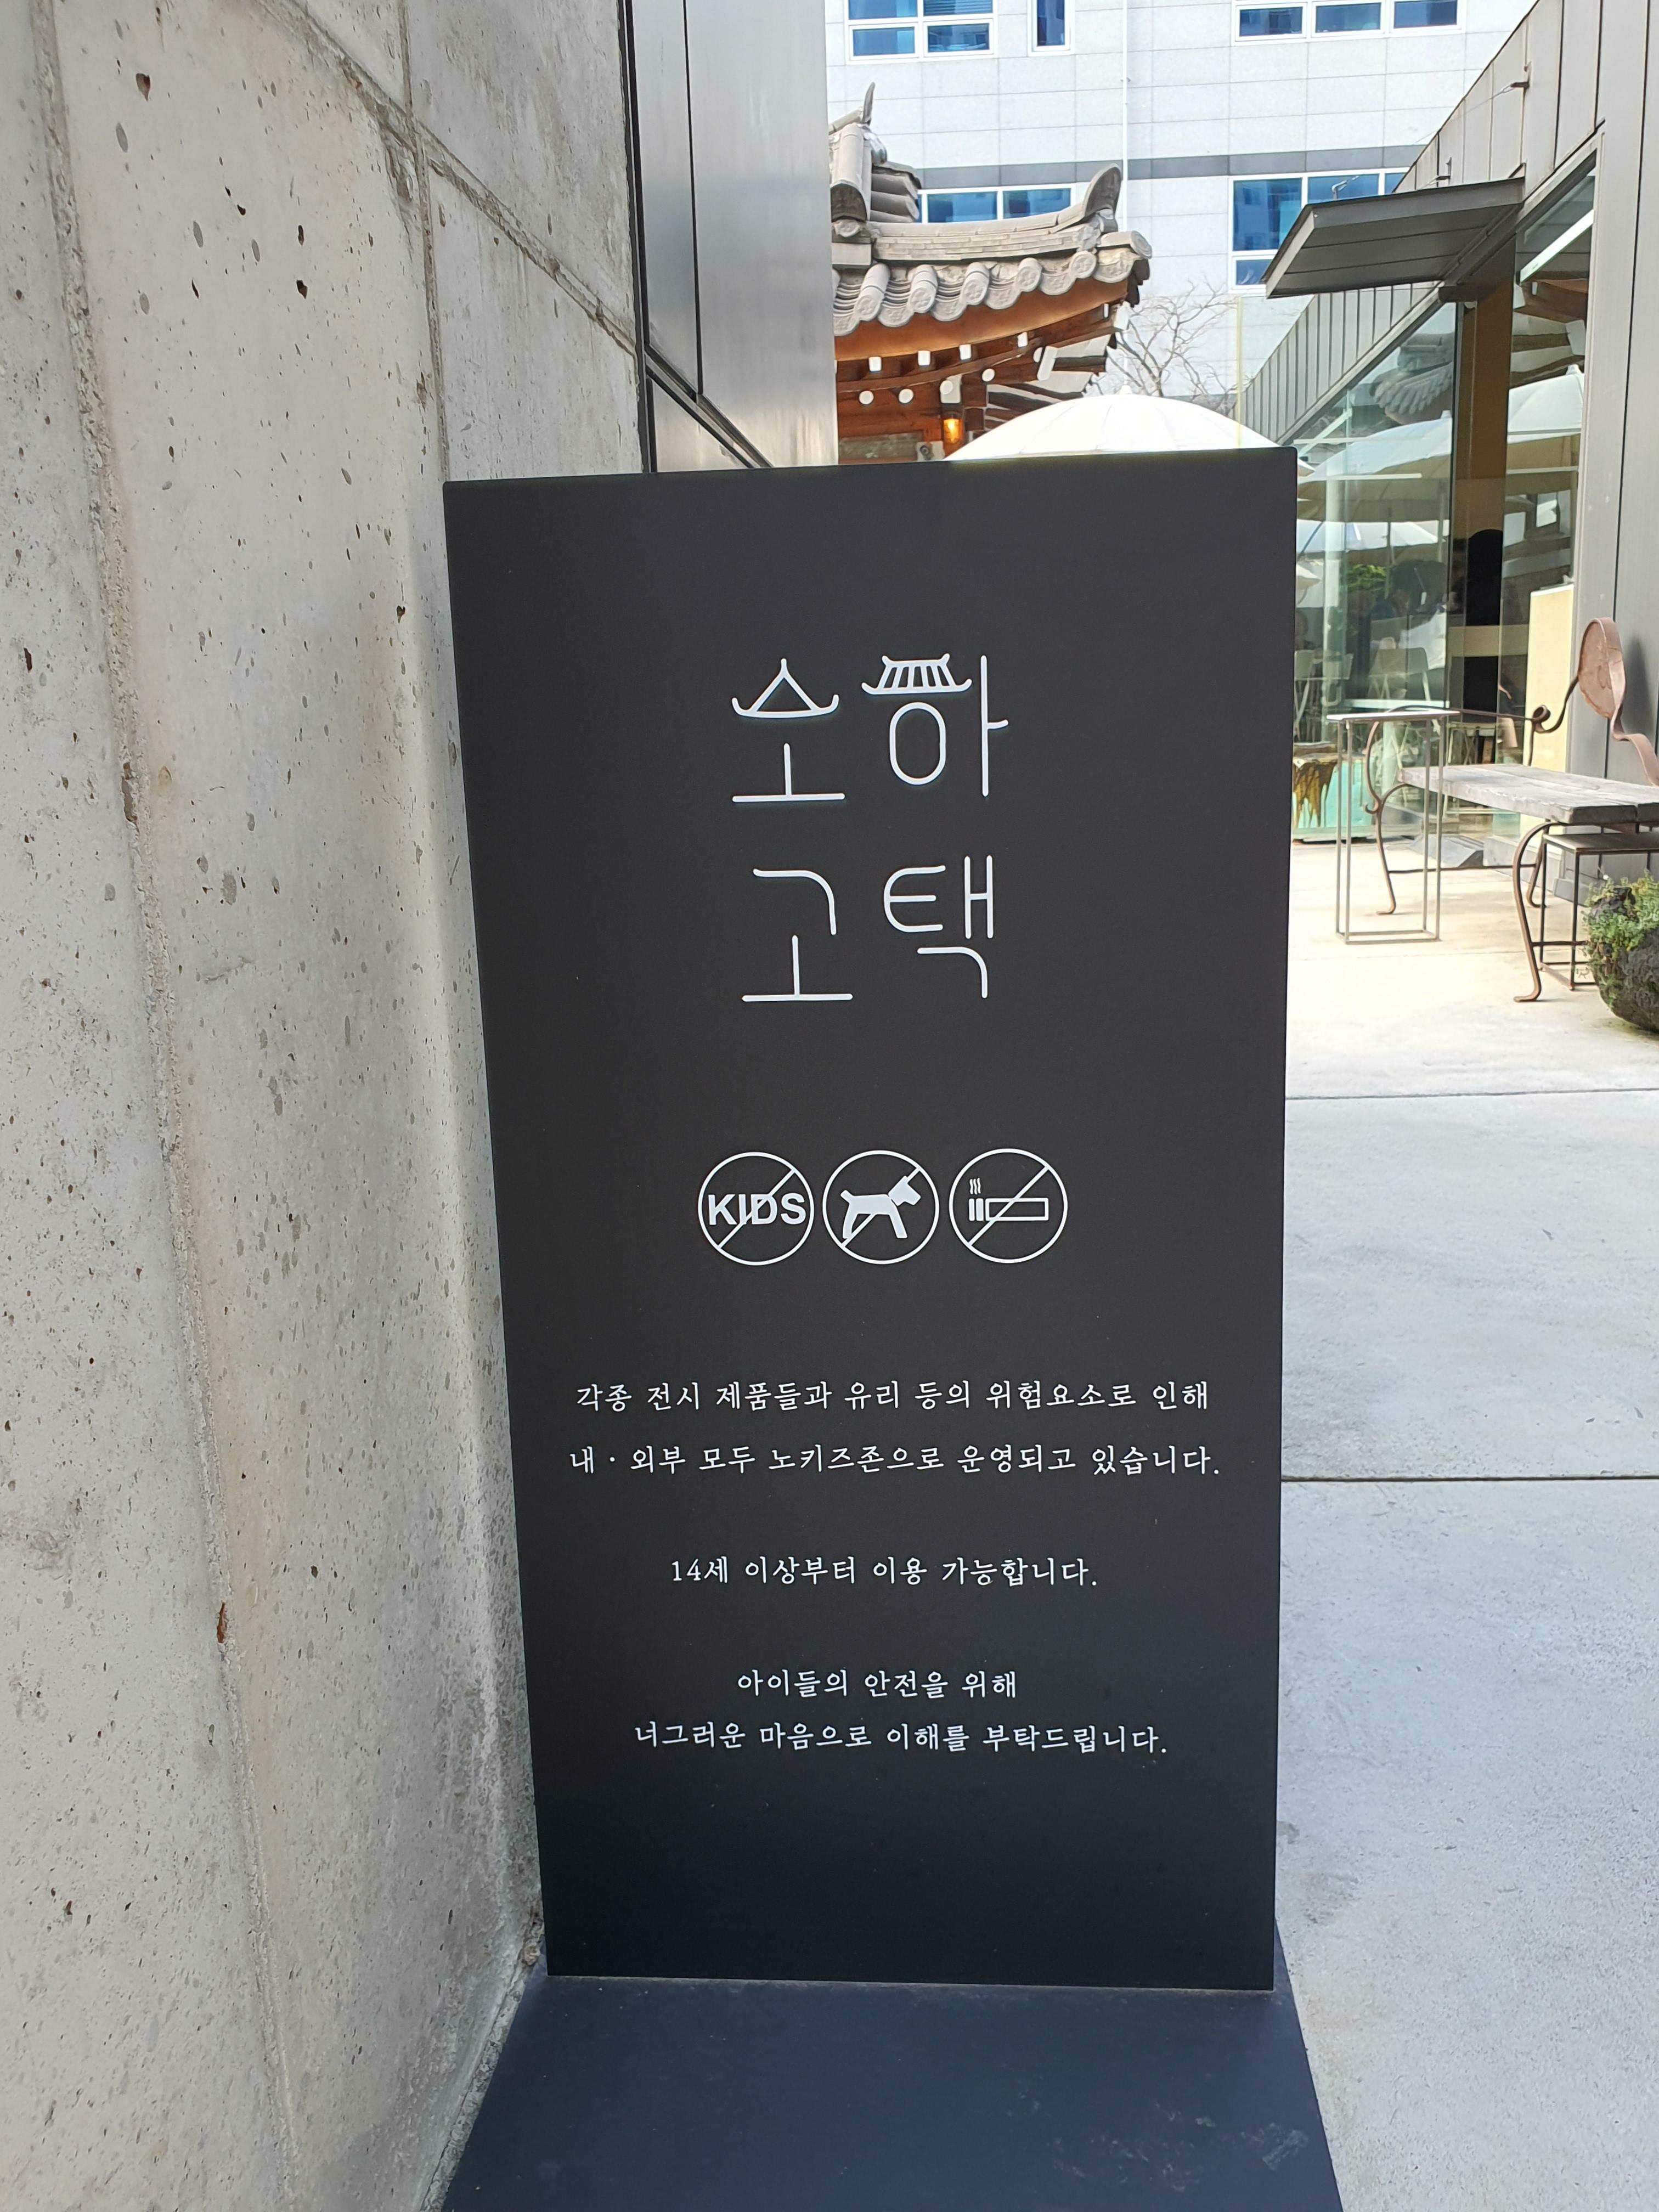 소하
고택
KIDS
각종 전시 제품들과 유리 등의 위험요소로 인해
내 · 외부 모두 노키즈존으로 운영되고 있습니다.
14세 이상부터 이용 가능합니다.
아이들의 안전을 위해
너그러운 마음으로 이해를 부탁드립니다.